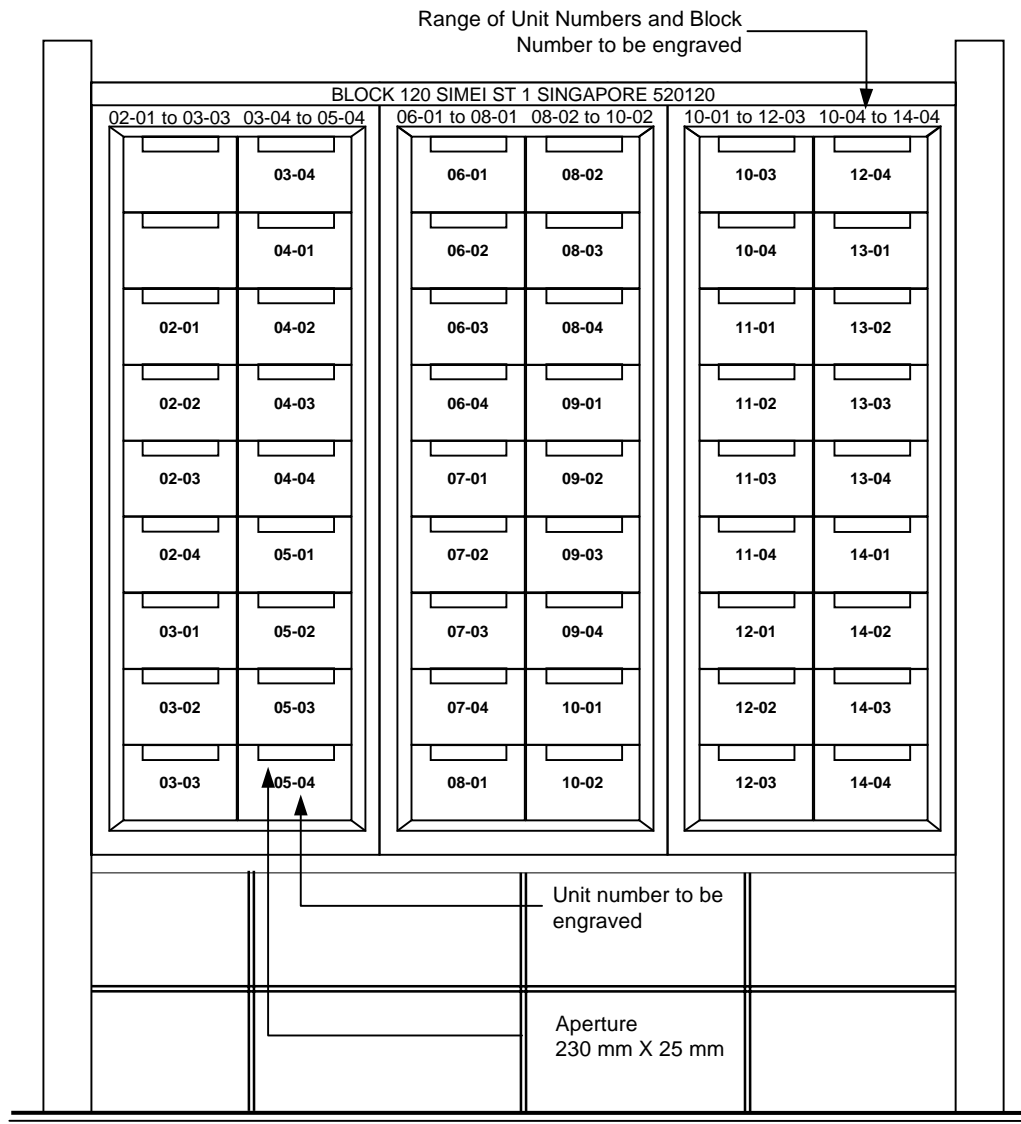 Range of Unit Numbers and Block
Number to be engraved
BLOCK 120 SIMEI ST 1 SINGAPORE 520120
02-01 to 03-03 03-04 to 05-04 06-01 to 08-01 08-02 to 10-02 10-01 to 12-03 10-04 to 14-04
03-04 06-01 08-02 10-03 12-04
04-01 06-02 08-03 10-04 13-01
02-01 04-02 06-03 08-04 11-01 13-02
02-02 04-03 06-04 09-01 11-02 13-03
02-03 04-04 07-01 09-02 11-03 13-04
02-04 05-01 07-02 09-03 11-04 14-01
03-01 05-02 07-03 09-04 12-01 14-02
03-02 05-03 07-04 10-01 12-02 14-03
03-03 05-04 08-01 10-02 12-03 14-04
Unit number to be
engraved
Aperture
230 mm X 25 mm